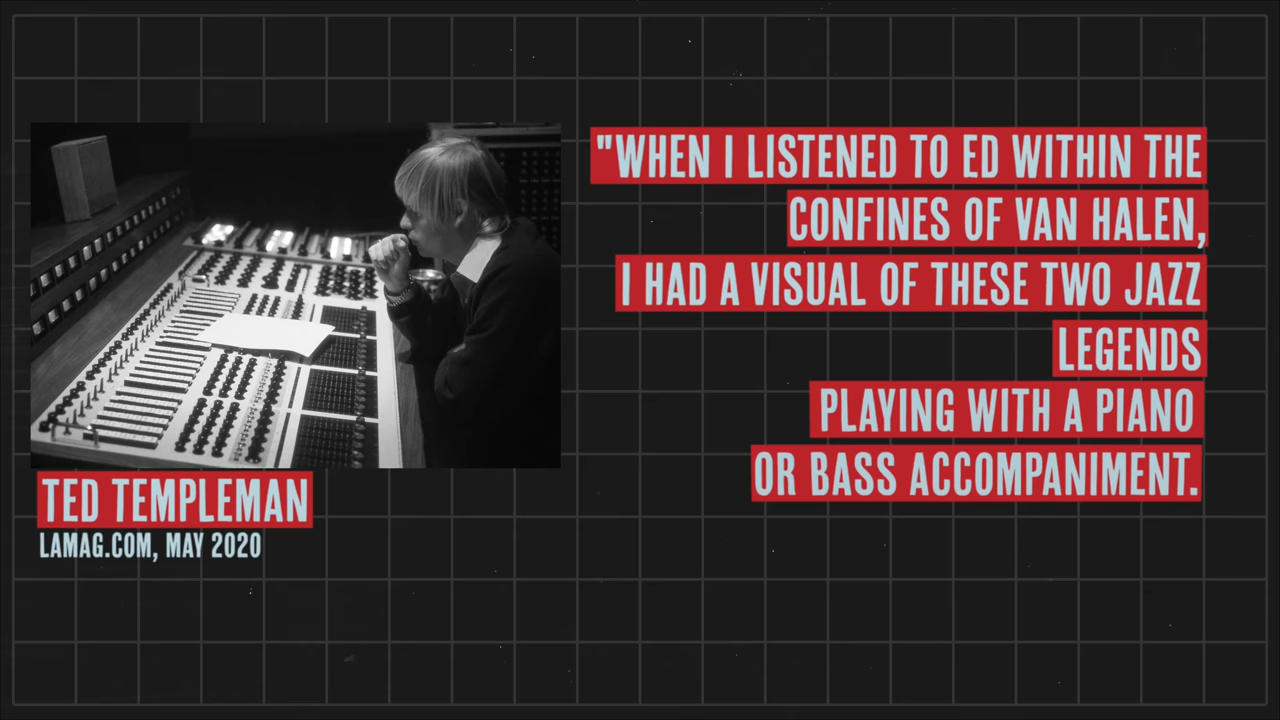 "WHEN I LISTENED TO ED WITHIN THE
CONFINES OF VAN HALEN,
I HAD A VISUAL OF THESE TWO JAZZ
LEGENDS
PLAYING WITH A PIANO
OR BASS ACCOMPANIMENT.
TED TEMPLEMAN
LAMAG.COM, MAY 2020